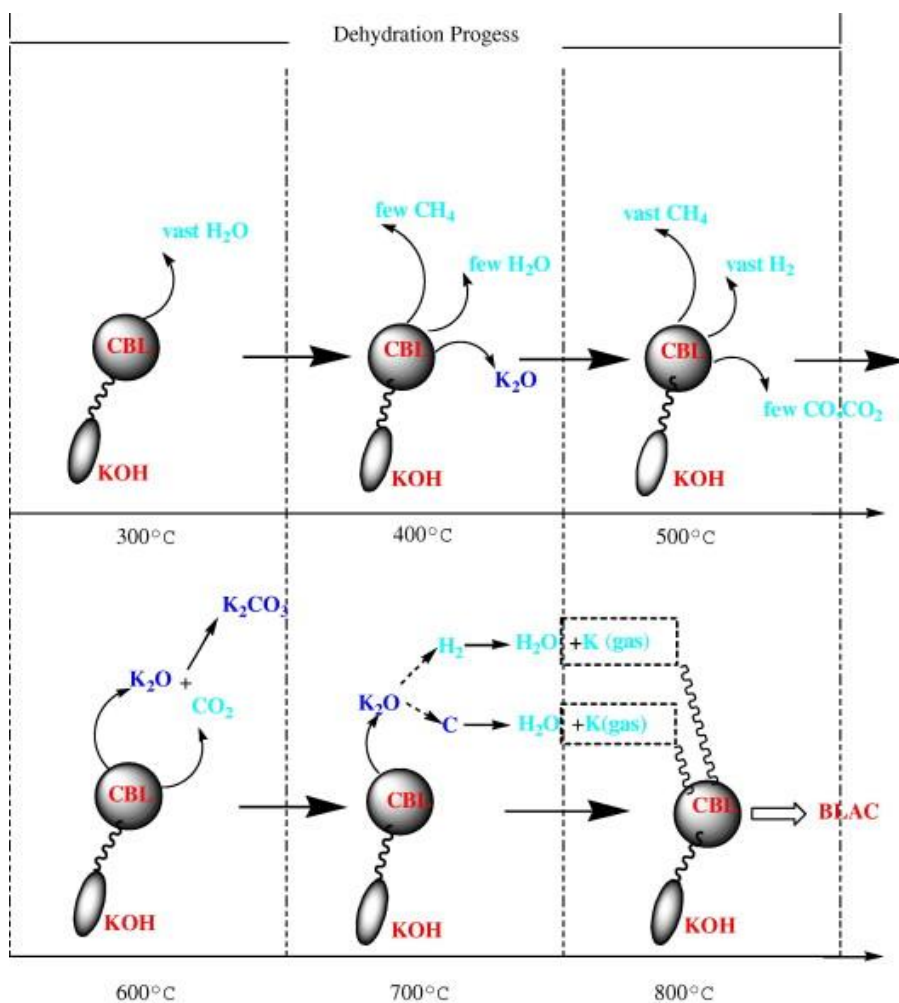 Dehydration Progess
vast H₂O
few CH₄
few H₂O
K₂O
vast CH₄
vast H₂
few CO,CO₂
CBL
CBL
CBL
KOH
KOH
KOH
300°C
400°C
500°C
K₂CO₃
K₂O +
CO₂
CBL
KOH
K₂O
H₂
H₂O
+K (gas)
C
H₂O
+K(gas)
CBL
KOH
CBL
BLAC
KOH
600°C
700°C
800°C